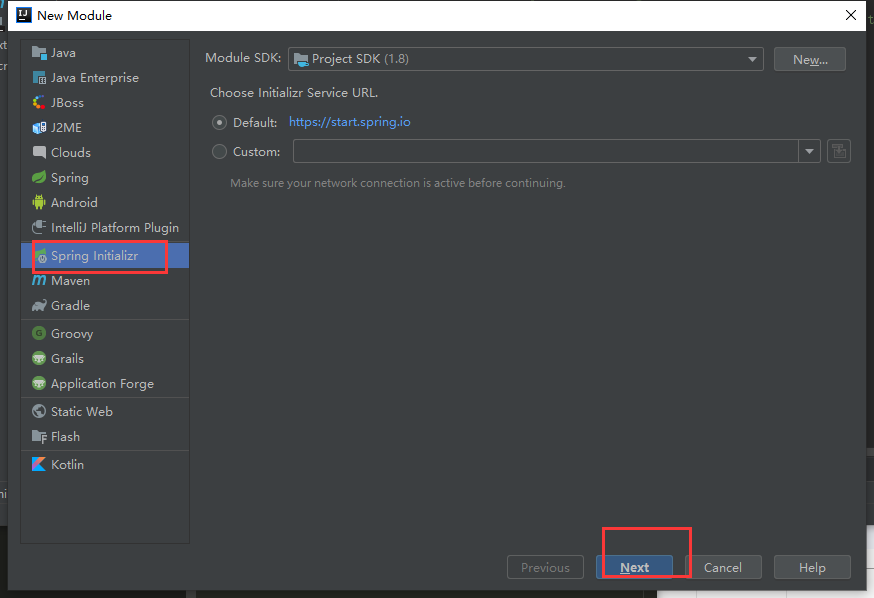 New Module
Java
Java Enterprise
JBoss
J2ME
Clouds
Spring
Android
IntelliJ Platform Plugin
Spring Initializr
Maven
Gradle
Groovy
Grails
Application Forge
Static Web
Flash
Kotlin
Module SDK: Project SDK (1.8) New...
Choose Initializr Service URL.
Default: https://start.spring.io
Custom:
Make sure your network connection is active before continuing.
Previous Next Cancel Help